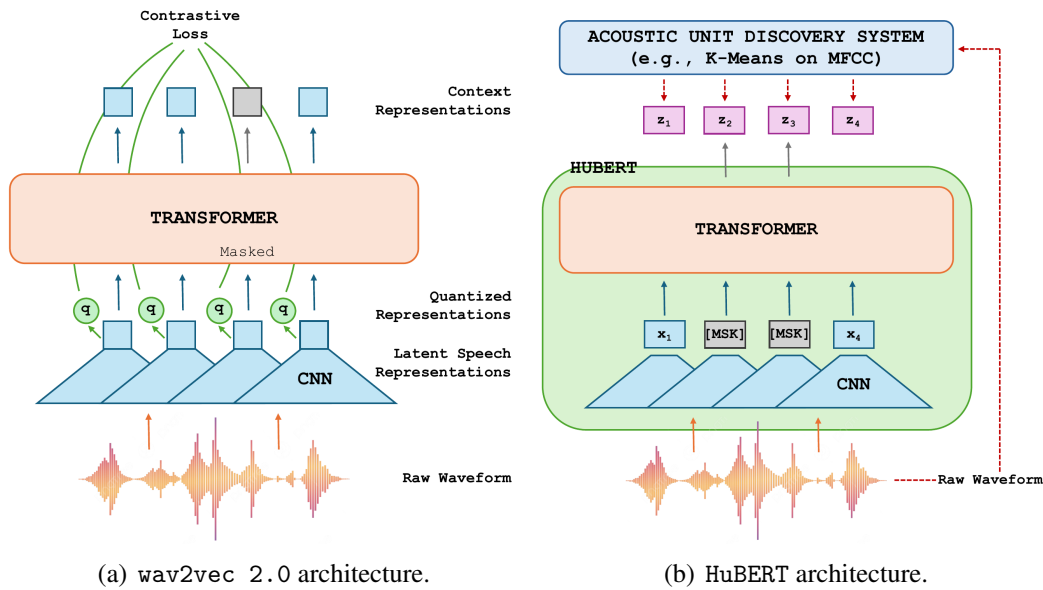 Contrastive
Loss
Context
Representations
TRANSFORMER
Masked
q q q q
Quantized
Representations
Latent Speech
Representations
CNN
Raw Waveform
(a) wav2vec 2.0 architecture.
ACOUSTIC UNIT DISCOVERY SYSTEM
(e.g., K-Means on MFCC)
z₁ z₂ z₃ z₄
HUBERT
TRANSFORMER
x₁ [MSK] [MSK] x₄
CNN
Raw Waveform
(b) HuBERT architecture.